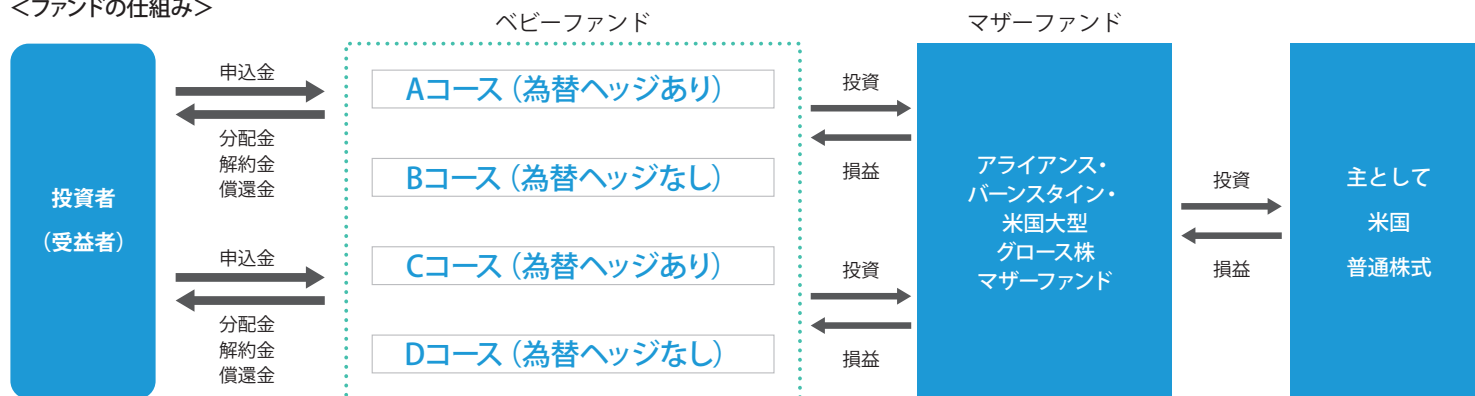 ＜ファンドの仕組み＞
ベビーファンド
マザーファンド
投資者
（受益者）
申込金
分配金
解約金
償還金
申込金
分配金
解約金
償還金
Aコース（為替ヘッジあり）
Bコース（為替ヘッジなし）
Cコース（為替ヘッジあり）
Dコース（為替ヘッジなし）
投資
損益
投資
損益
アライアンス・
バーンスタイン・
米国大型
グロース株
マザーファンド
投資
損益
主として
米国
普通株式